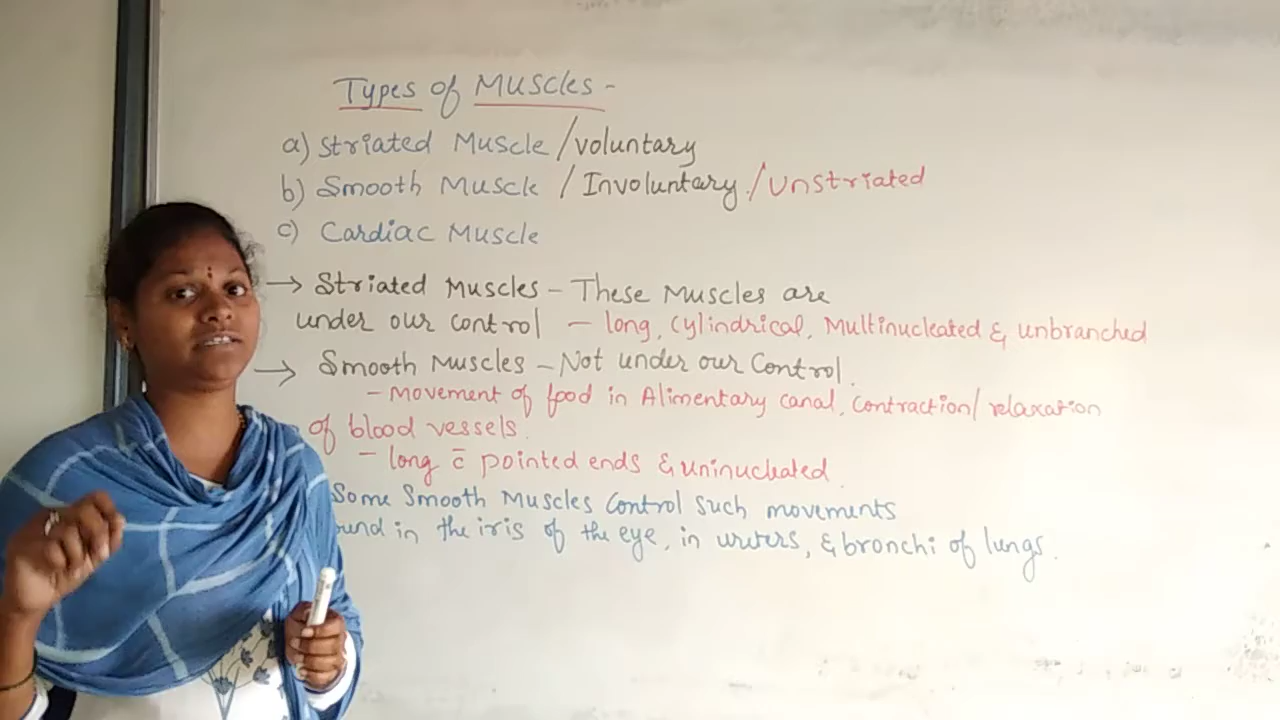 Types of Muscles -
a) Striated Muscle / voluntary
b) Smooth Muscle / Involuntary / Unstriated
c) Cardiac Muscle
→ Striated Muscles - These Muscles are
under our control - long, Cylindrical, Multinucleated & unbranched
→ Smooth Muscles - Not under our Control.
- Movement of food in Alimentary canal, contraction/relaxation
of blood vessels.
- long c̄ pointed ends & uninucleated.
Some Smooth Muscles Control Such movements
in the iris of the eye, in ureters, & bronchi of lungs.